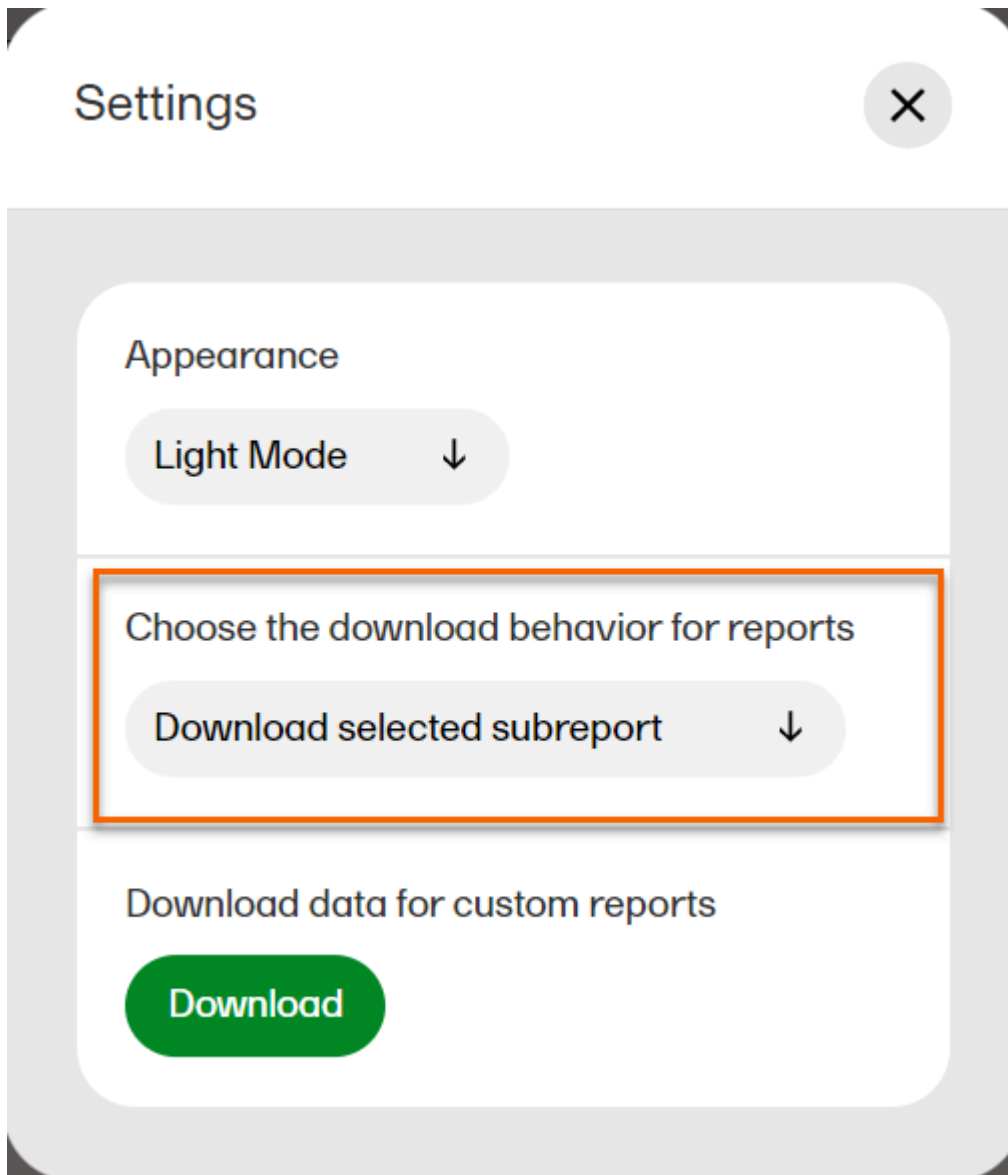 Settings
Appearance
Light Mode
Choose the download behavior for reports
Download selected subreport
Download data for custom reports
Download